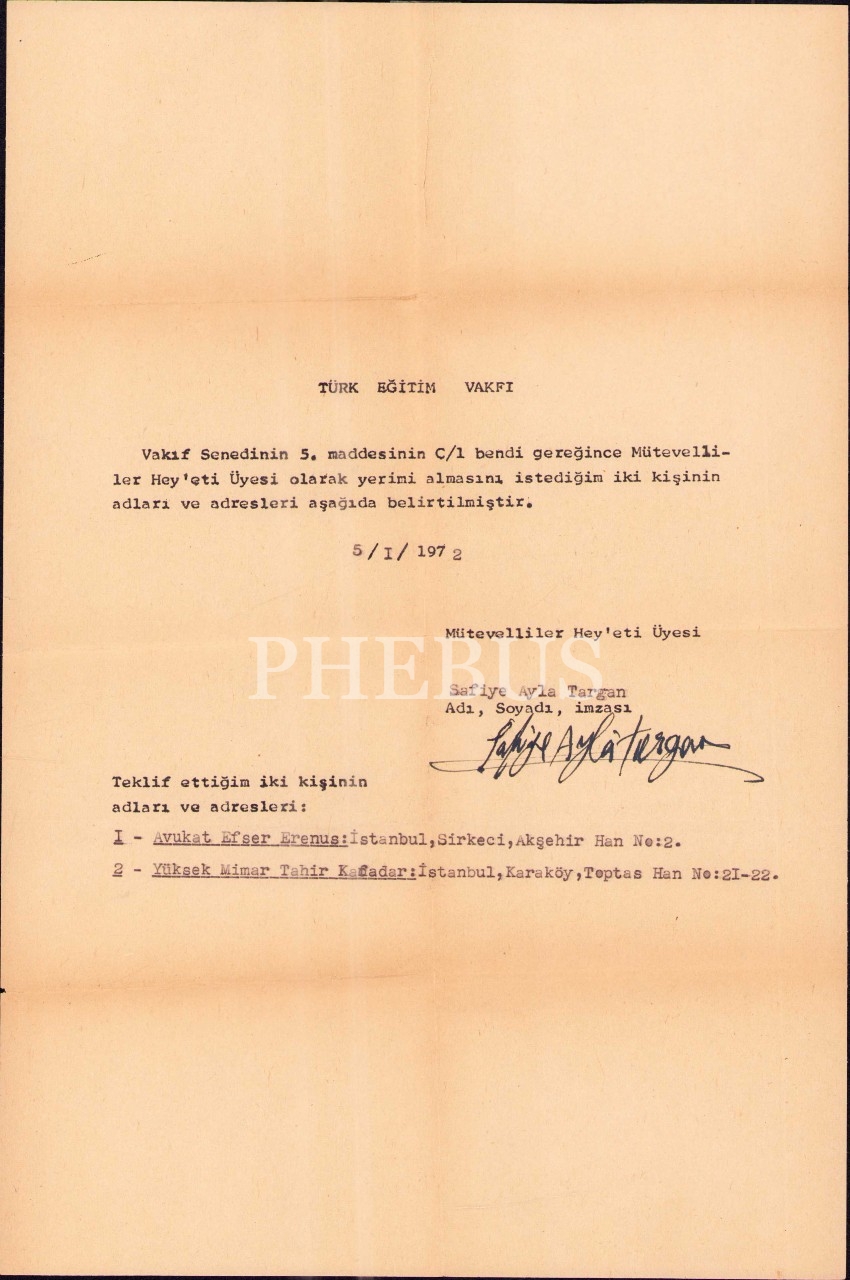 TÜRK EĞİTİM VAKFI
Vakıf Senedinin 5. maddesinin C/1 bendi gereğince Mütevelli-
ler Hey'eti Üyesi olarak yerimi almasını istediğim iki kişinin
adları ve adresleri aşağıda belirtilmiştir.
5/I/ 1972
Mütevelliler Hey'eti Üyesi
PHEBUS
Safiye Ayla Targan
Adı, Soyadı, imzası
Safiye Aylâ Targan
Teklif ettiğim iki kişinin
adları ve adresleri:
I - Avukat Efser Erenus:İstanbul,Sirkeci,Akşehir Han No:2.
2 - Yüksek Mimar Tahir Kafadar:İstanbul,Karaköy,Toptas Han No:2I-22.